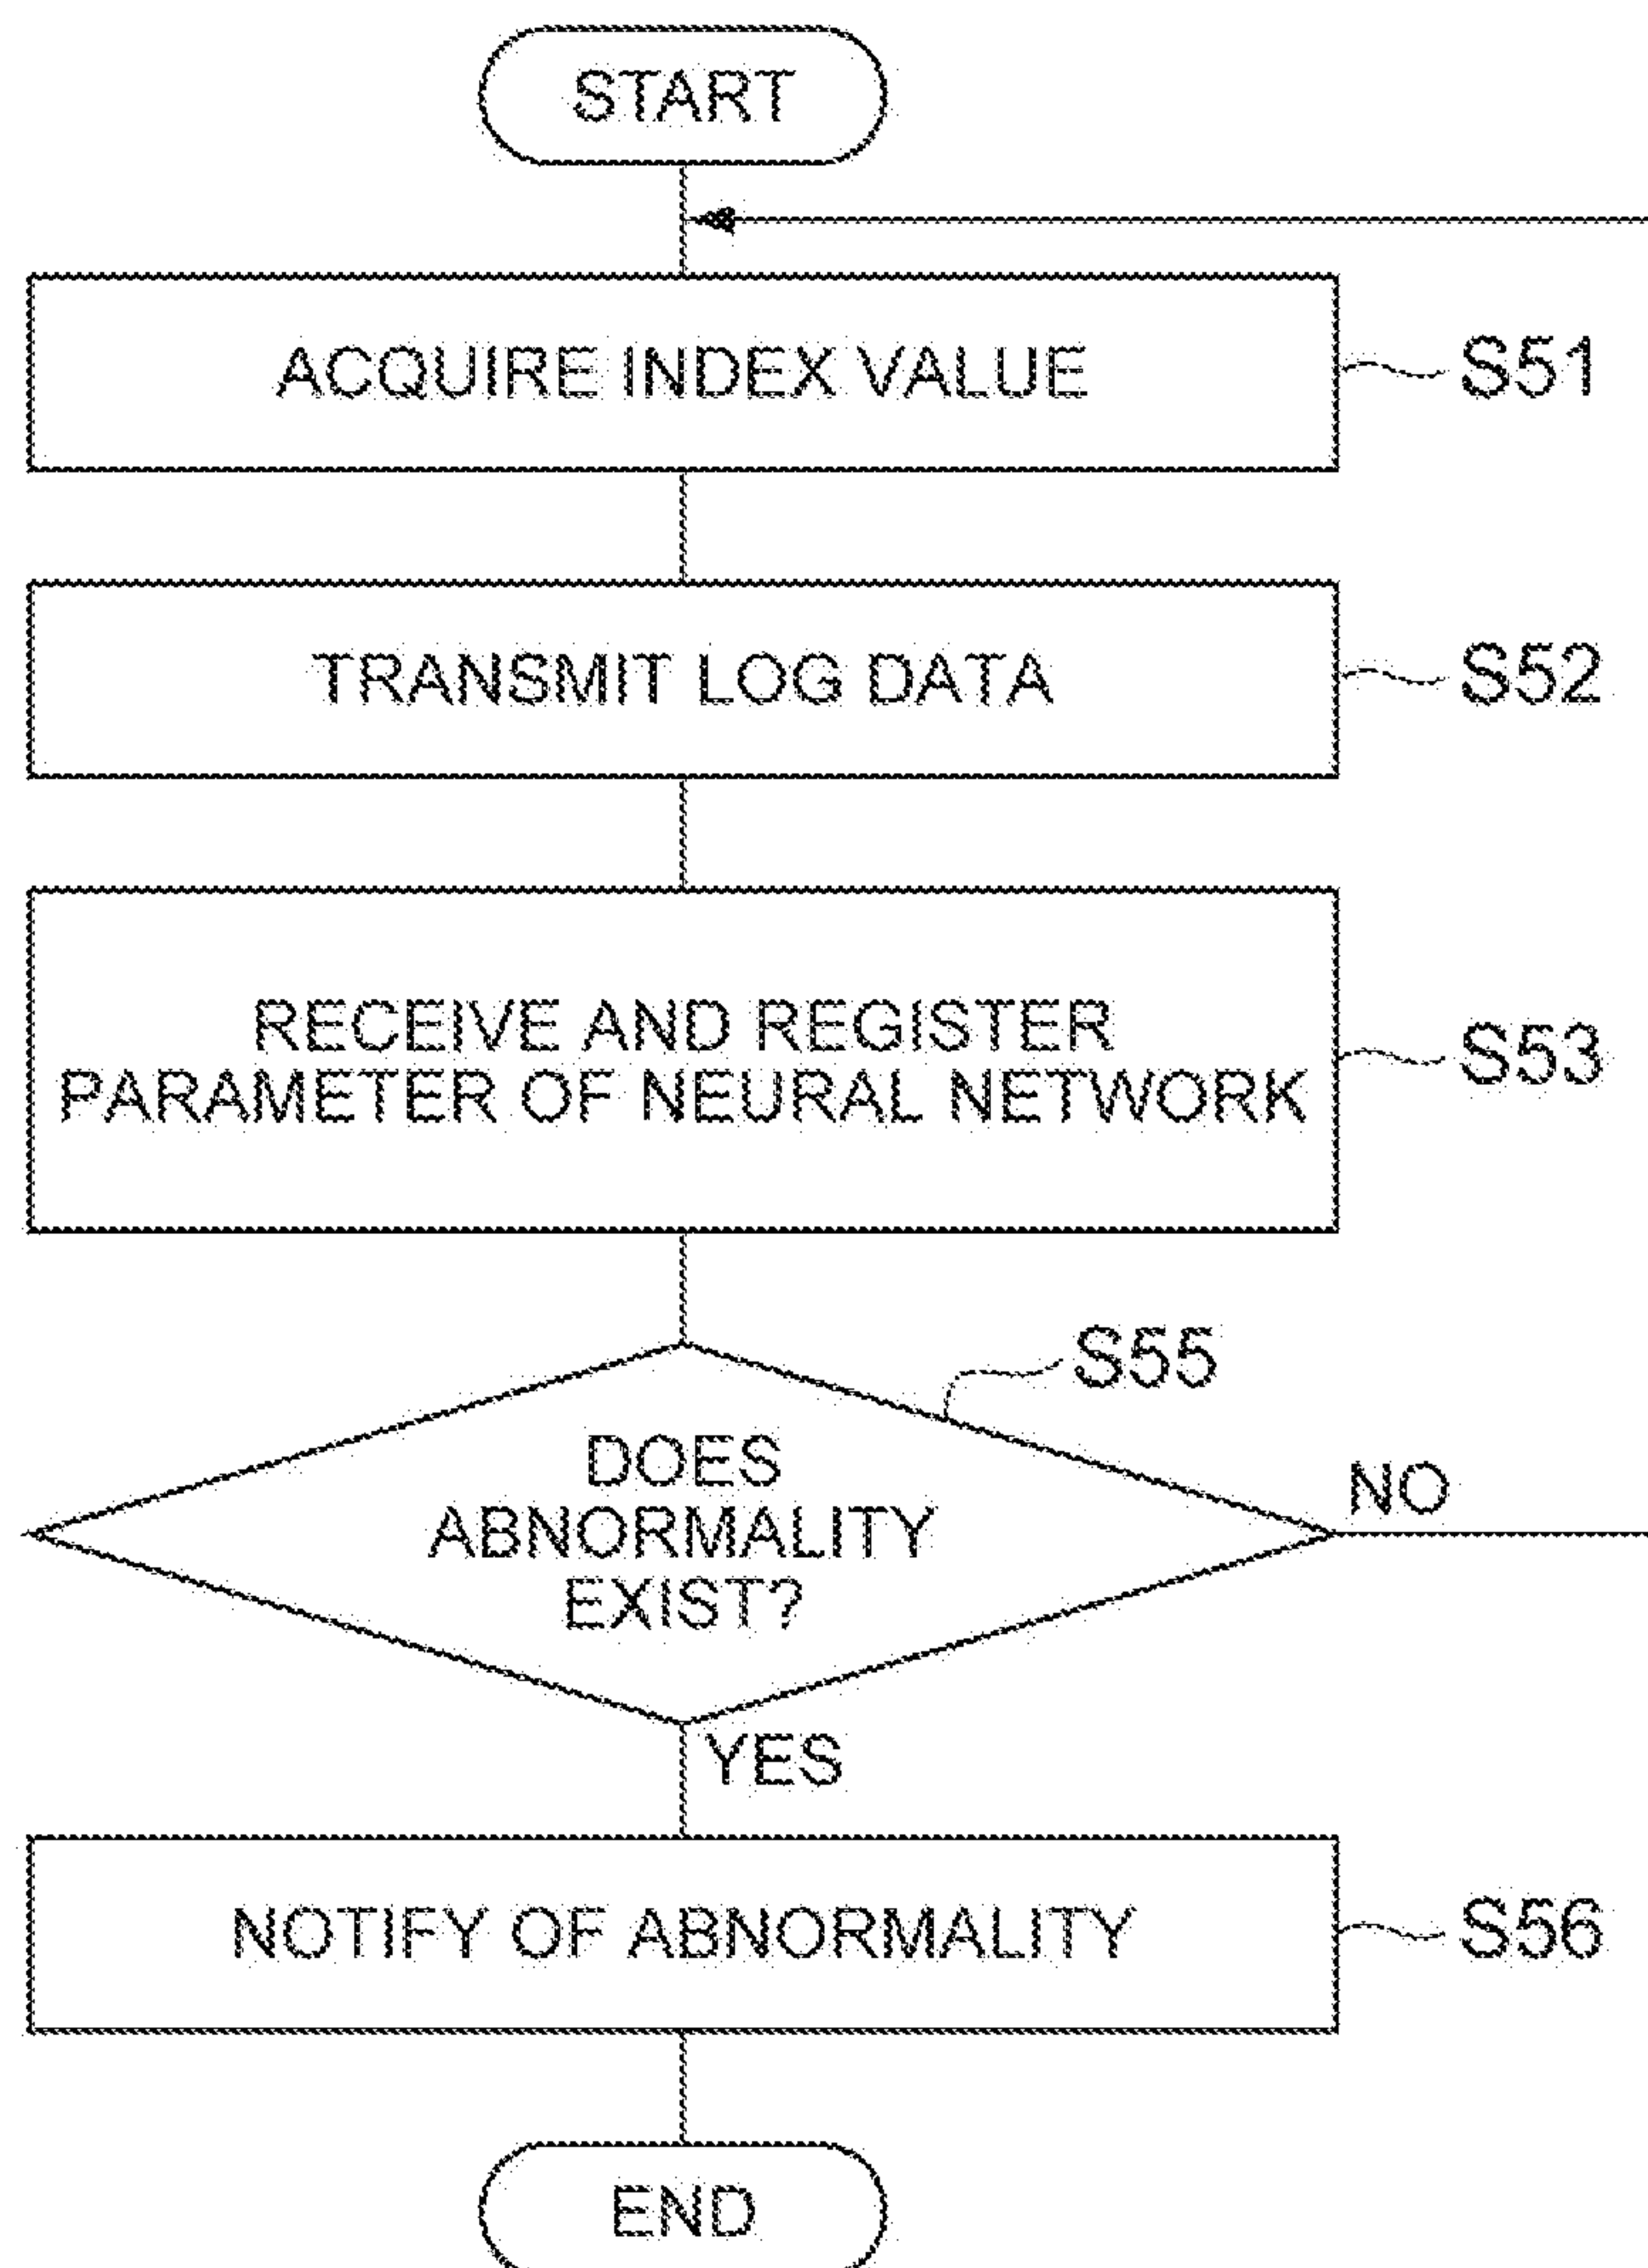 START
ACQUIRE INDEX VALUE
S51
TRANSMIT LOG DATA
S52
RECEIVE AND REGISTER
PARAMETER OF NEURAL NETWORK
S53
S55
DOES
ABNORMALITY
EXIST?
NO
YES
NOTIFY OF ABNORMALITY
S56
END